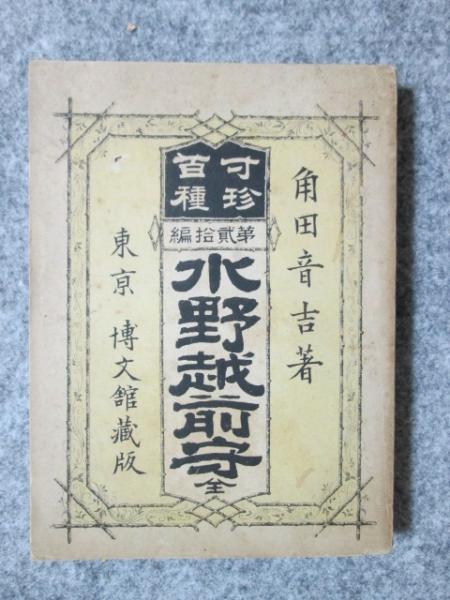 角田音吉著
寸珍
百種
第貳拾編
水野越前守 全
東京 博文館藏版